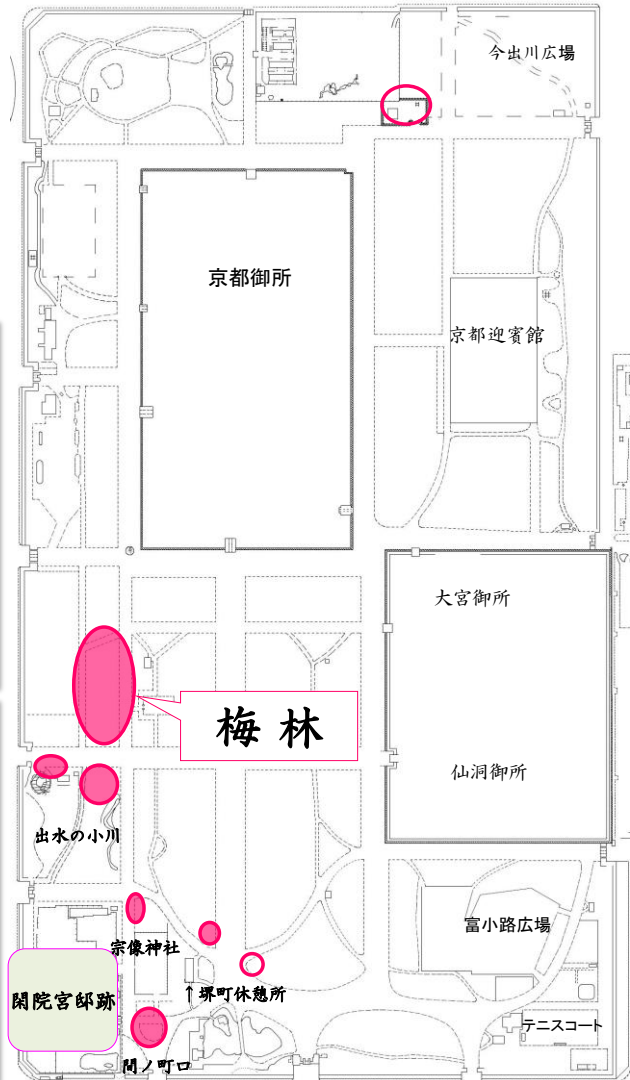 今出川広場
京都御所
京都迎賓館
大宮御所
梅林
仙洞御所
出水の小川
富小路広場
宗像神社
閑院宮邸跡
↑堺町休憩所
テニスコート
間ノ町口